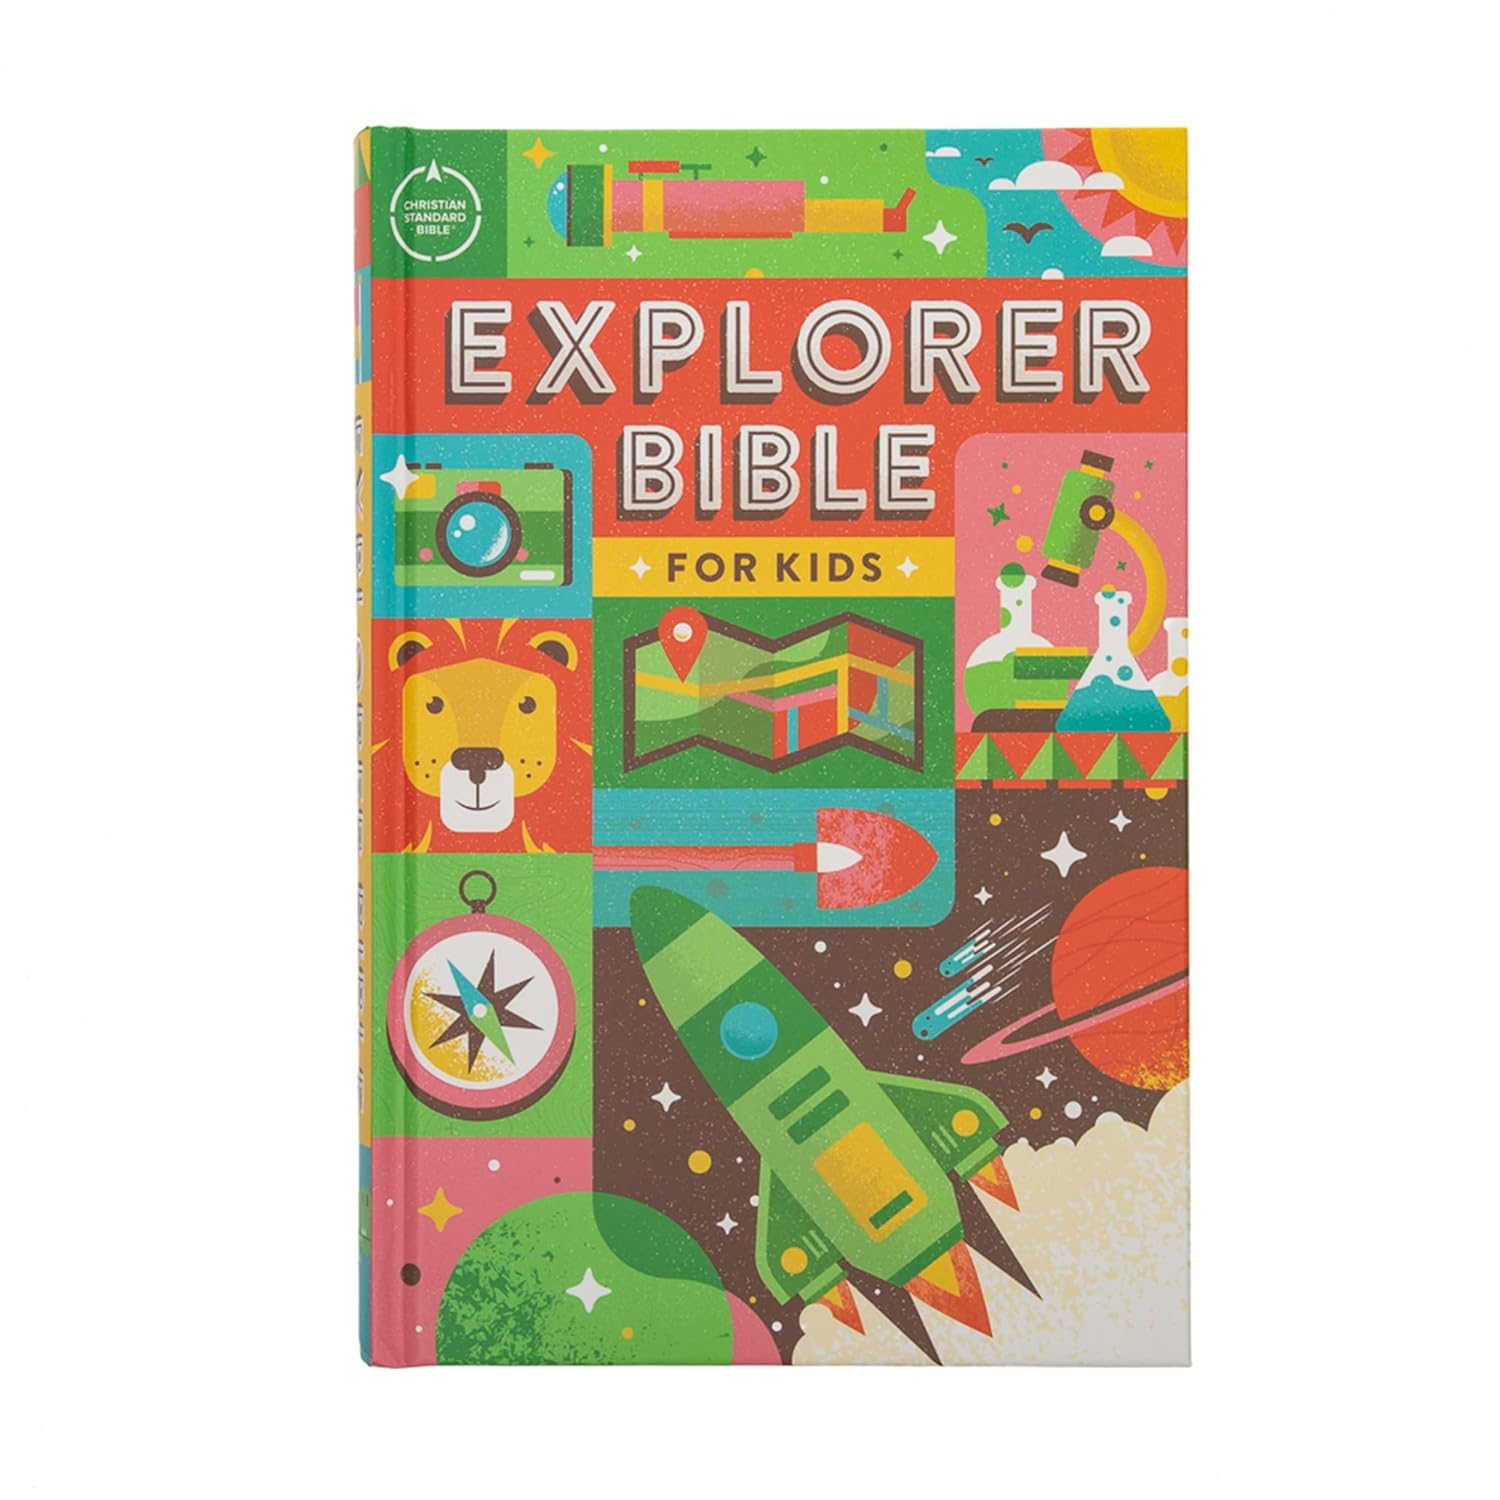 CHRISTIAN
STANDARD
BIBLE®
EXPLORER
BIBLE
FOR KIDS